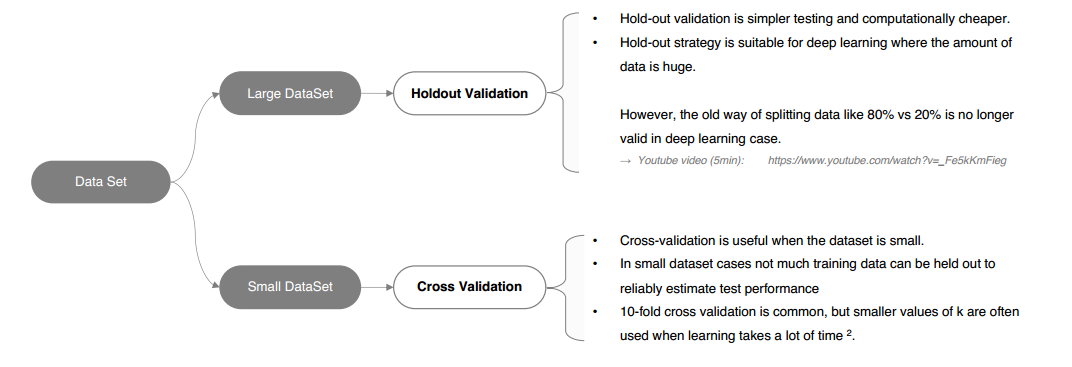 Data Set
Large DataSet
Holdout Validation
• Hold-out validation is simpler testing and computationally cheaper.
• Hold-out strategy is suitable for deep learning where the amount of
data is huge.
However, the old way of splitting data like 80% vs 20% is no longer
valid in deep learning case.
→ Youtube video (5min): https://www.youtube.com/watch?v=_Fe5kKmFieg
Small DataSet
Cross Validation
• Cross-validation is useful when the dataset is small.
• In small dataset cases not much training data can be held out to
reliably estimate test performance
• 10-fold cross validation is common, but smaller values of k are often
used when learning takes a lot of time ².